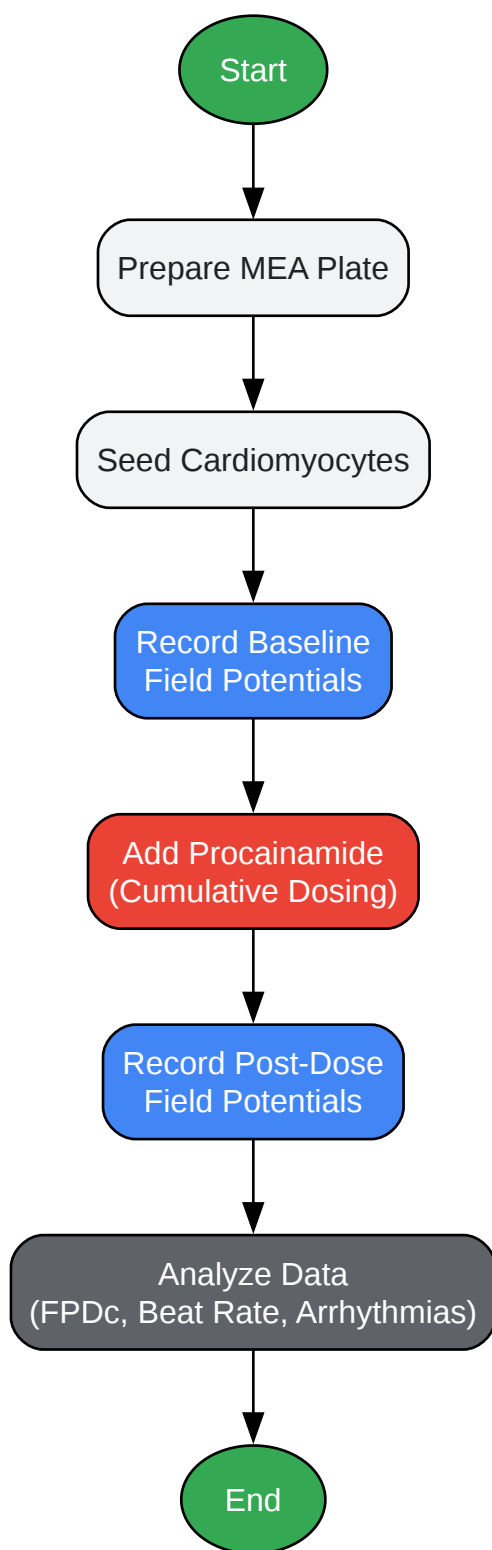 Start
Prepare MEA Plate
Seed Cardiomyocytes
Record Baseline
Field Potentials
Add Procainamide
(Cumulative Dosing)
Record Post-Dose
Field Potentials
Analyze Data
(FPDc, Beat Rate, Arrhythmias)
End